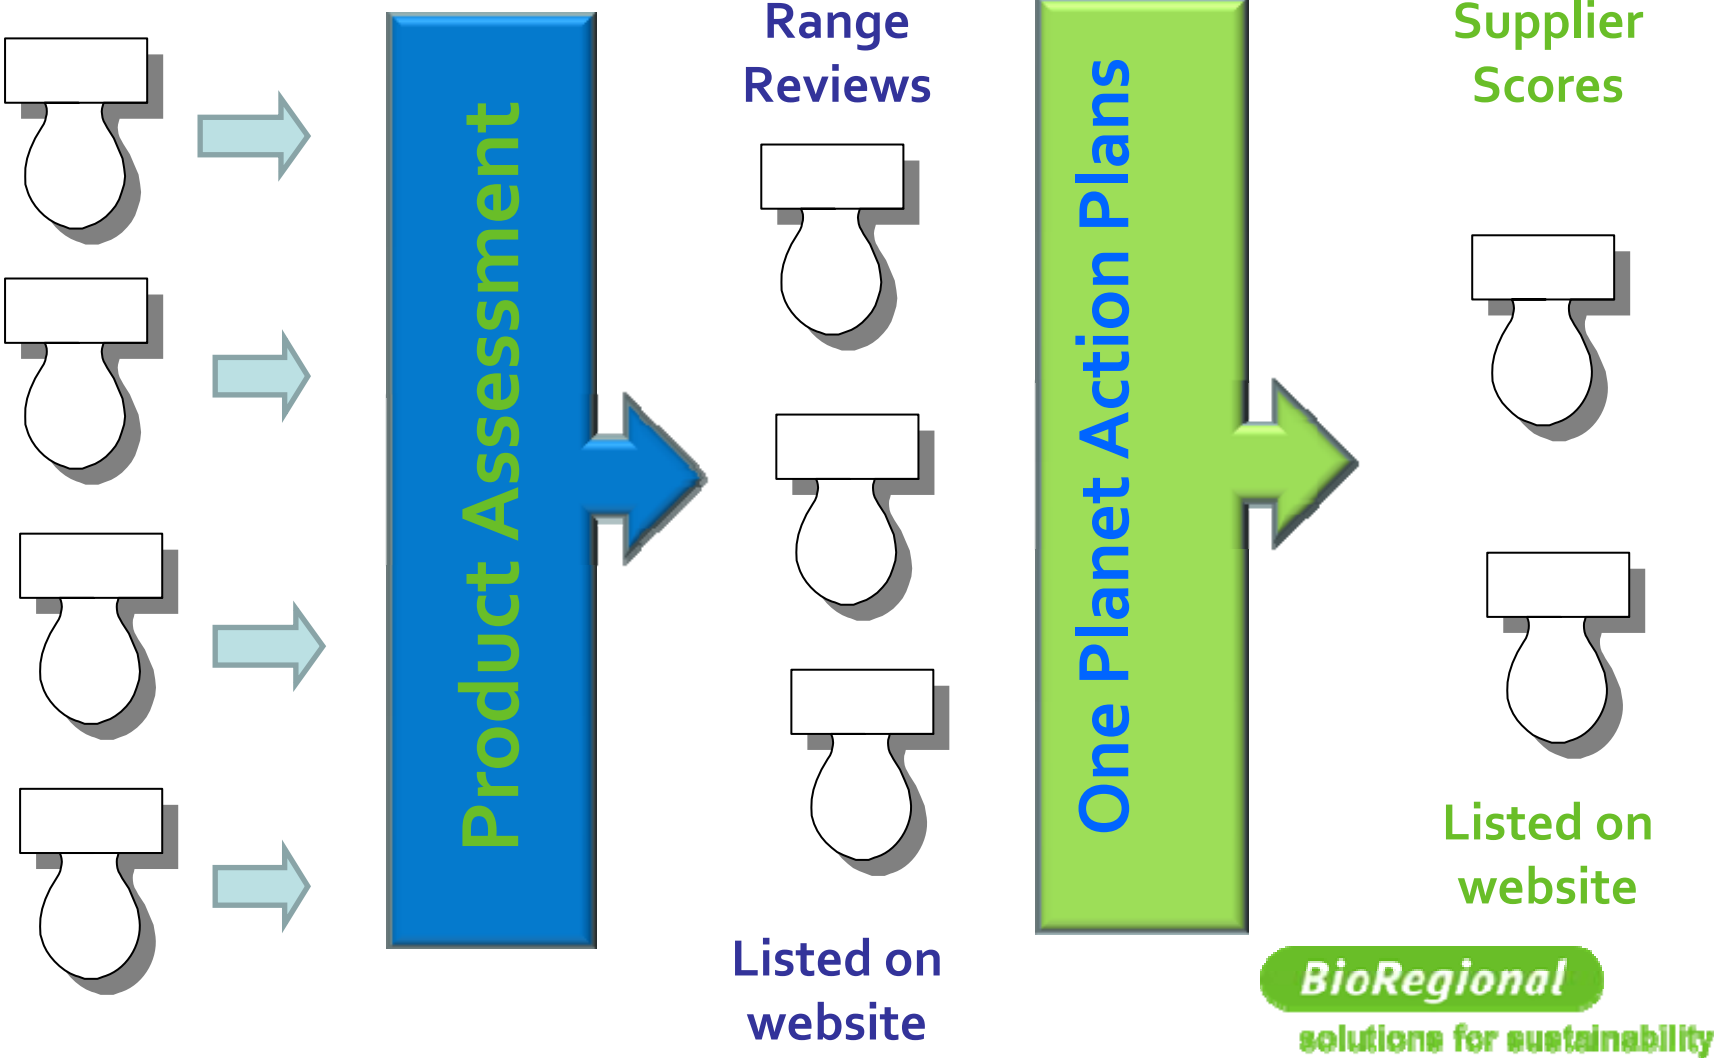 Product Assessment
Range
Reviews
Listed on
website
One Planet Action Plans
Supplier
Scores
Listed on
website
BioRegional
solutions for sustainability